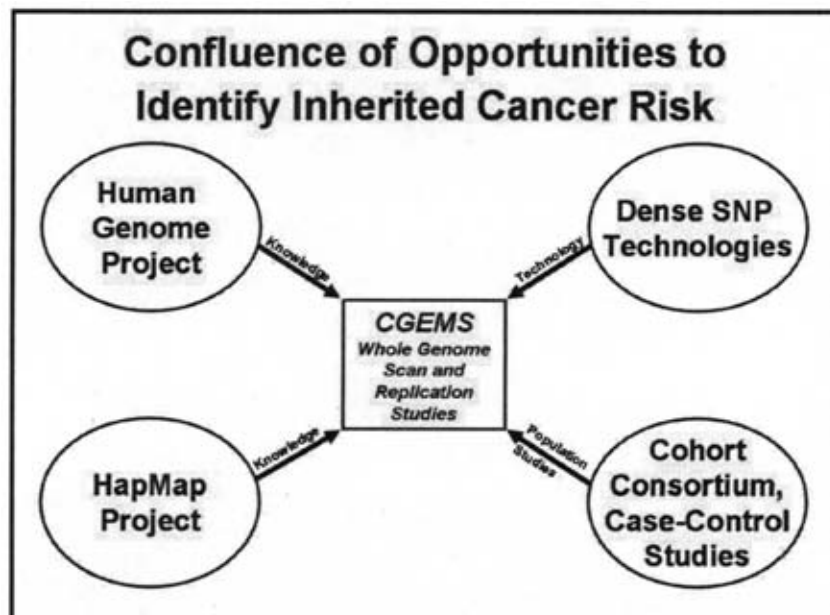 Confluence of Opportunities to
Identify Inherited Cancer Risk
Human
Genome
Project
Knowledge
Dense SNP
Technologies
Technology
CGEMS
Whole Genome
Scan and
Replication
Studies
HapMap
Project
Knowledge
Cohort
Consortium,
Case-Control
Studies
Population
Studies